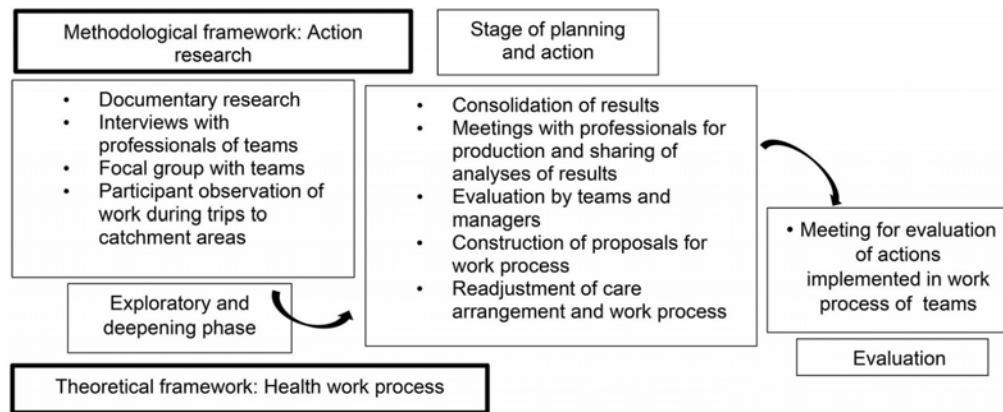 Methodological framework: Action
research
Stage of planning
and action
• Documentary research
• Interviews with
professionals of teams
• Focal group with teams
• Participant observation of
work during trips to
catchment areas
Exploratory and
deepening phase
• Consolidation of results
• Meetings with professionals for
production and sharing of
analyses of results
• Evaluation by teams and
managers
• Construction of proposals for
work process
• Readjustment of care
arrangement and work process
• Meeting for evaluation
of actions
implemented in work
process of teams
Evaluation
Theoretical framework: Health work process